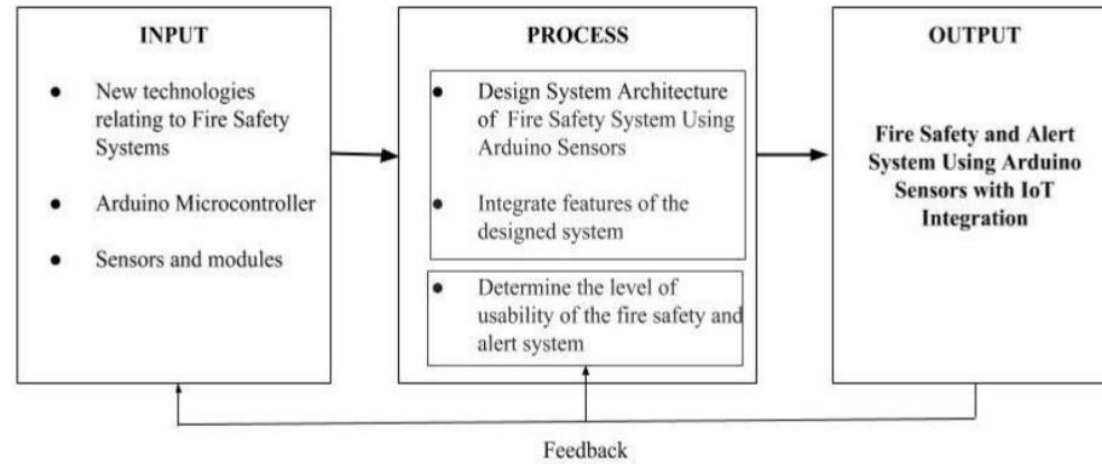 INPUT
● New technologies
relating to Fire Safety
Systems
● Arduino Microcontroller
● Sensors and modules
PROCESS
● Design System Architecture
of Fire Safety System Using
Arduino Sensors
● Integrate features of the
designed system
● Determine the level of
usability of the fire safety and
alert system
OUTPUT
Fire Safety and Alert
System Using Arduino
Sensors with IoT
Integration
Feedback